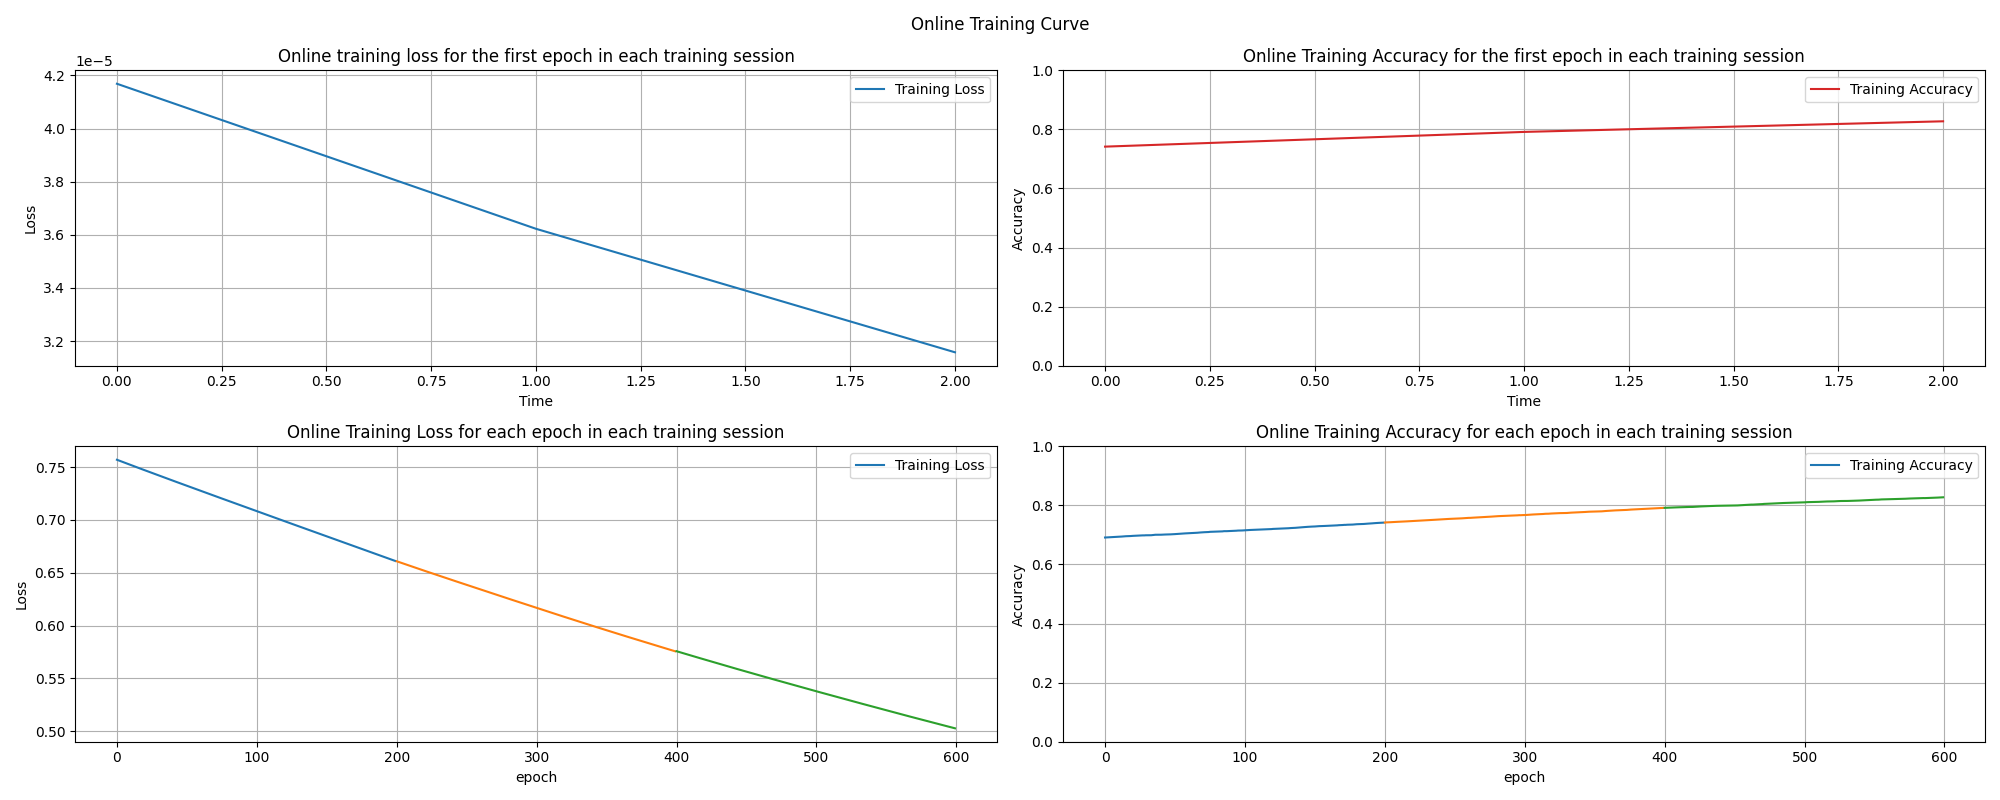 Online Training Curve
Online training loss for the first epoch in each training session
1e−5
Training Loss
4.2
4.0
3.8
3.6
3.4
3.2
Loss
0.00 0.25 0.50 0.75 1.00 1.25 1.50 1.75 2.00
Time
Online Training Accuracy for the first epoch in each training session
Training Accuracy
1.0
0.8
0.6
0.4
0.2
0.0
Accuracy
0.00 0.25 0.50 0.75 1.00 1.25 1.50 1.75 2.00
Time
Online Training Loss for each epoch in each training session
Training Loss
0.75
0.70
0.65
0.60
0.55
0.50
Loss
0 100 200 300 400 500 600
epoch
Online Training Accuracy for each epoch in each training session
Training Accuracy
1.0
0.8
0.6
0.4
0.2
0.0
Accuracy
0 100 200 300 400 500 600
epoch